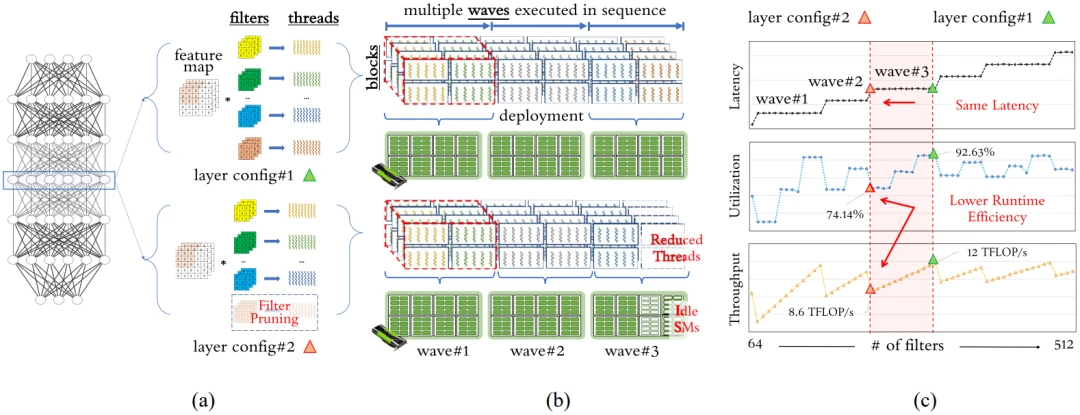 filters
threads
feature
map
*
..
...
..
layer config#1
*
..
...
..
Filter
Pruning
layer config#2
(a)
multiple waves executed in sequence
blocks
deployment
Reduced
Threads
Idle
SMs
wave#1
wave#2
wave#3
(b)
layer config#2
layer config#1
Latency
wave#1
wave#2
wave#3
Same Latency
Utilization
92.63%
74.14%
Lower Runtime
Efficiency
Throughput
12 TFLOP/s
8.6 TFLOP/s
64
# of filters
512
(c)